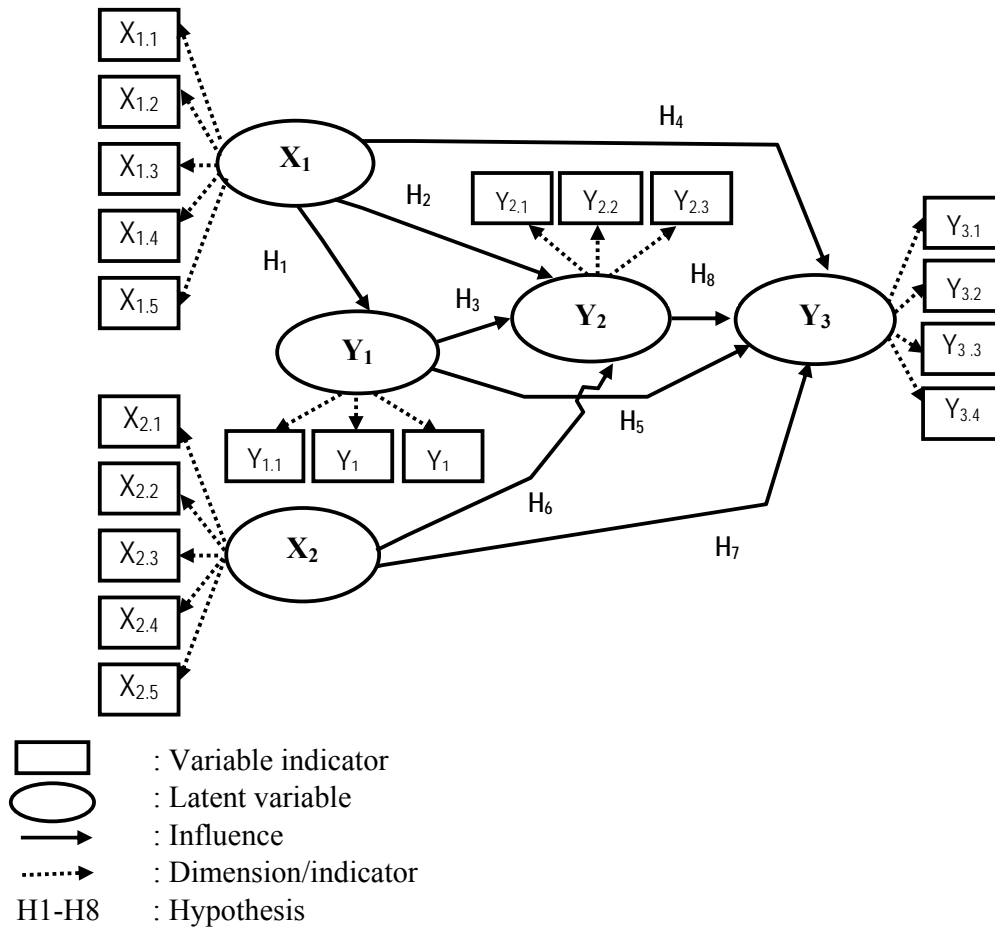 X1.1
X1.2
X1.3
X1.4
X1.5
X1
H4
H2
H1
Y2.1
Y2.2
Y2.3
Y3.1
Y3.2
Y3.3
Y3.4
H3
H8
Y2
Y3
Y1
H5
Y1.1
Y1
Y1
X2.1
X2.2
X2.3
X2.4
X2.5
X2
H6
H7
: Variable indicator
: Latent variable
: Influence
: Dimension/indicator
H1-H8 : Hypothesis